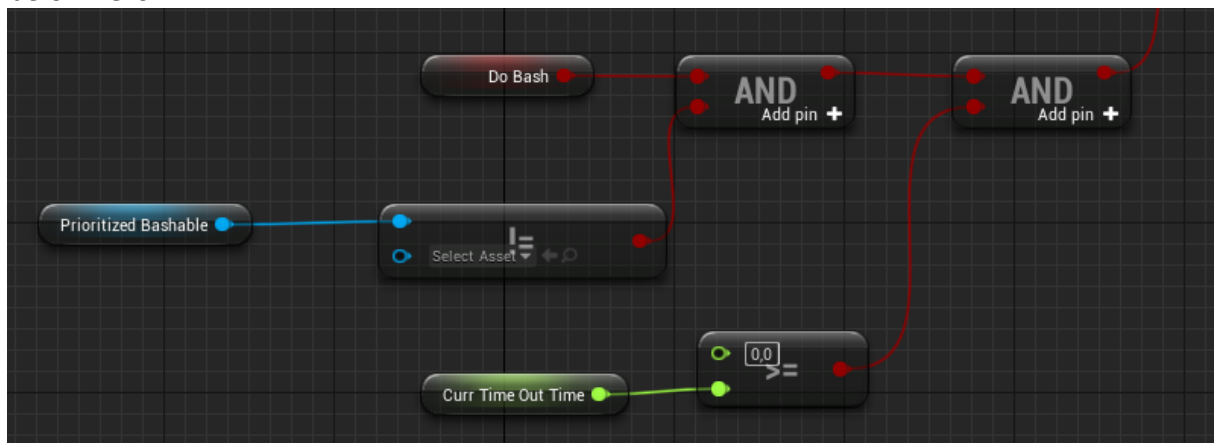 Do Bash
AND
Add pin
AND
Add pin
Prioritized Bashable
!=
Select Asset
0,0
>=
Curr Time Out Time